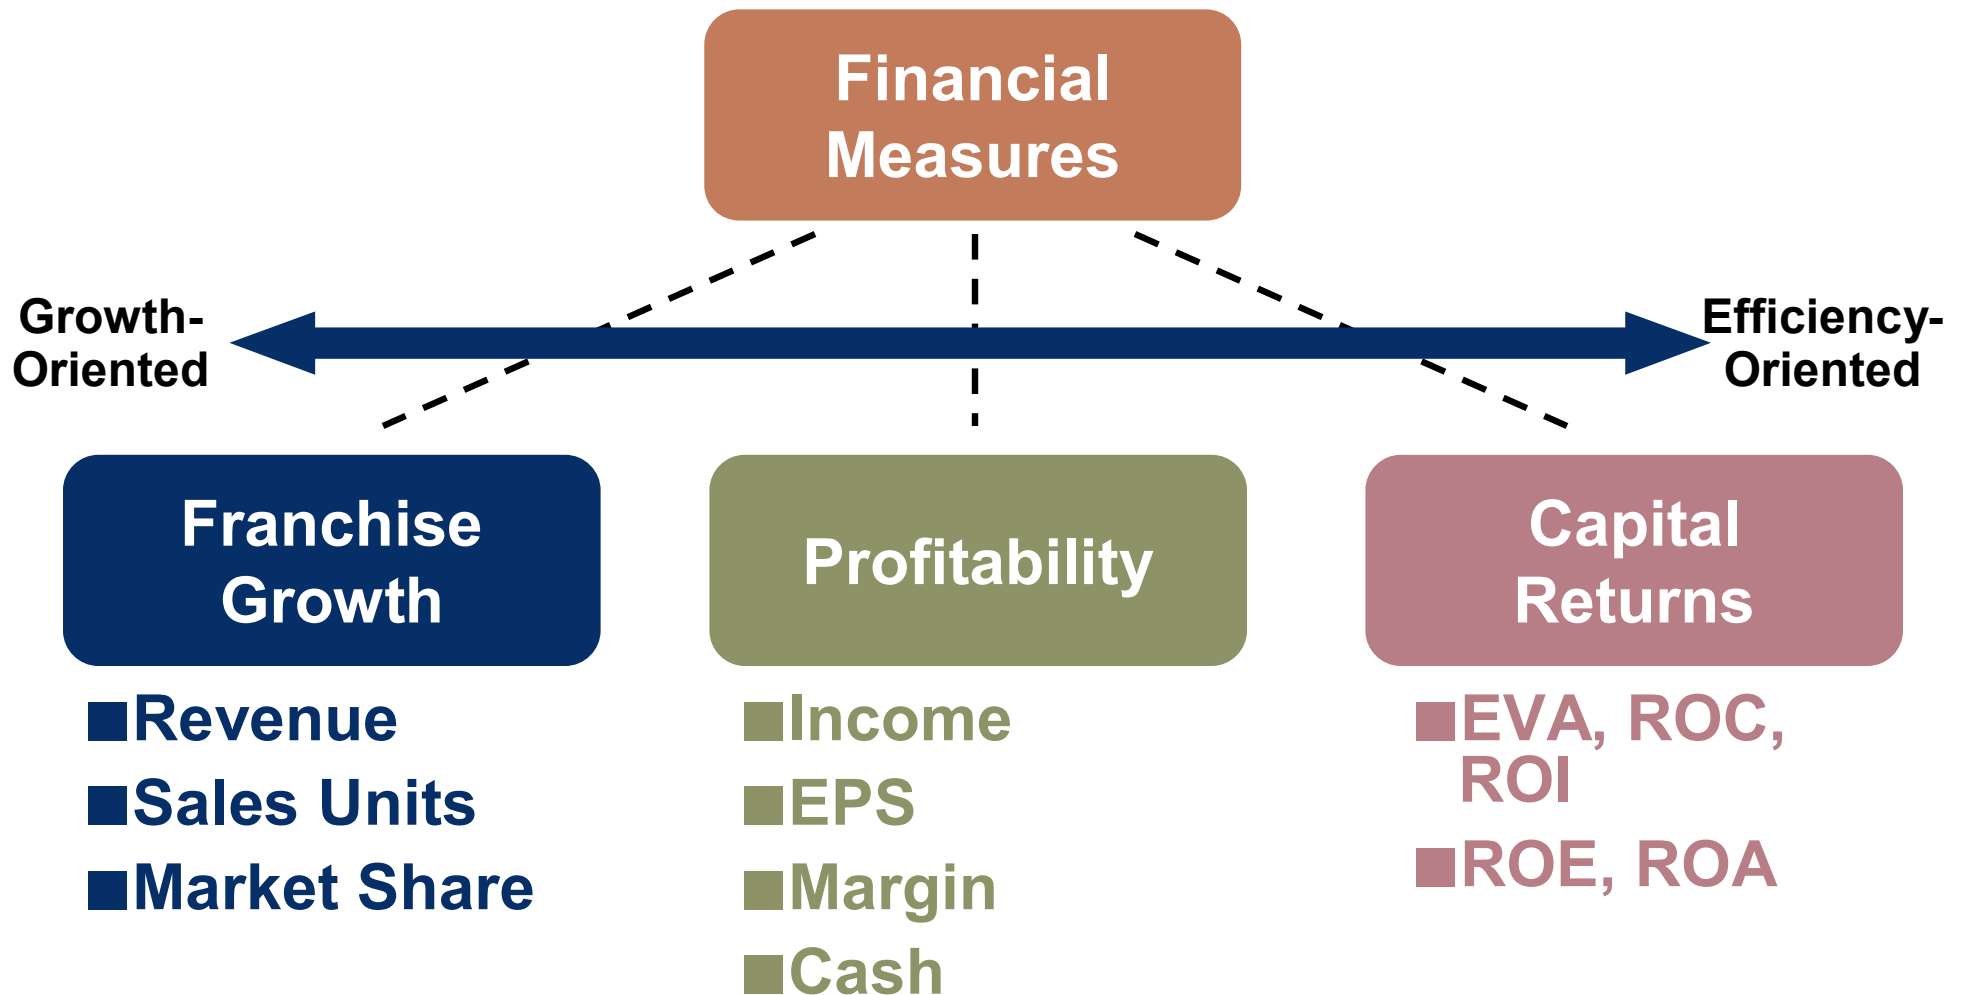 Financial
Measures
Growth-
Oriented
Efficiency-
Oriented
Franchise
Growth
Profitability
Capital
Returns
Revenue
Sales Units
Market Share
Income
EPS
Margin
Cash
EVA, ROC,
ROI
ROE, ROA